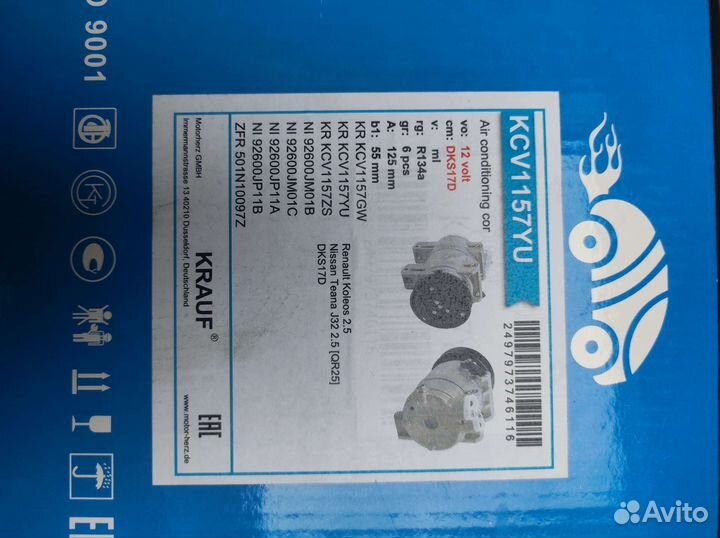 KCV1157YU
2497973746116
Air conditioning cor
vo: 12 volt
cm: DKS17D
v: ml
rg: R134a
gr: 6 pcs
A: 125 mm
b1: 55 mm
KR KCV1157GW
KR KCV1157YU
KR KCV1157ZS
NI 92600JM01B
NI 92600JM01C
NI 92600JP11A
NI 92600JP11B
ZFR 501N10097Z
Renault Koleos 2.5
Nissan Teana J32 2.5 [QR25]
DKS17D
Motorherz GMBH
Immermannstrasse 13 40210 Dusseldorf, Deutschland
KRAUF®
EAC
www.motor-herz.de
9001
Avito